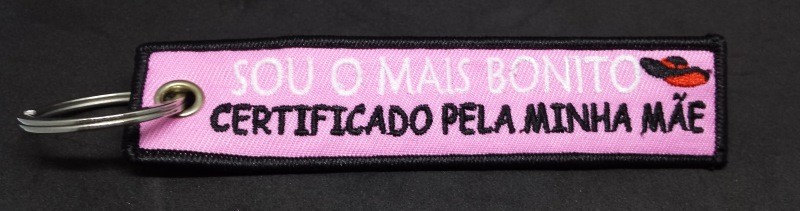 SOU O MAIS BONITO
CERTIFICADO PELA MINHA MÃE